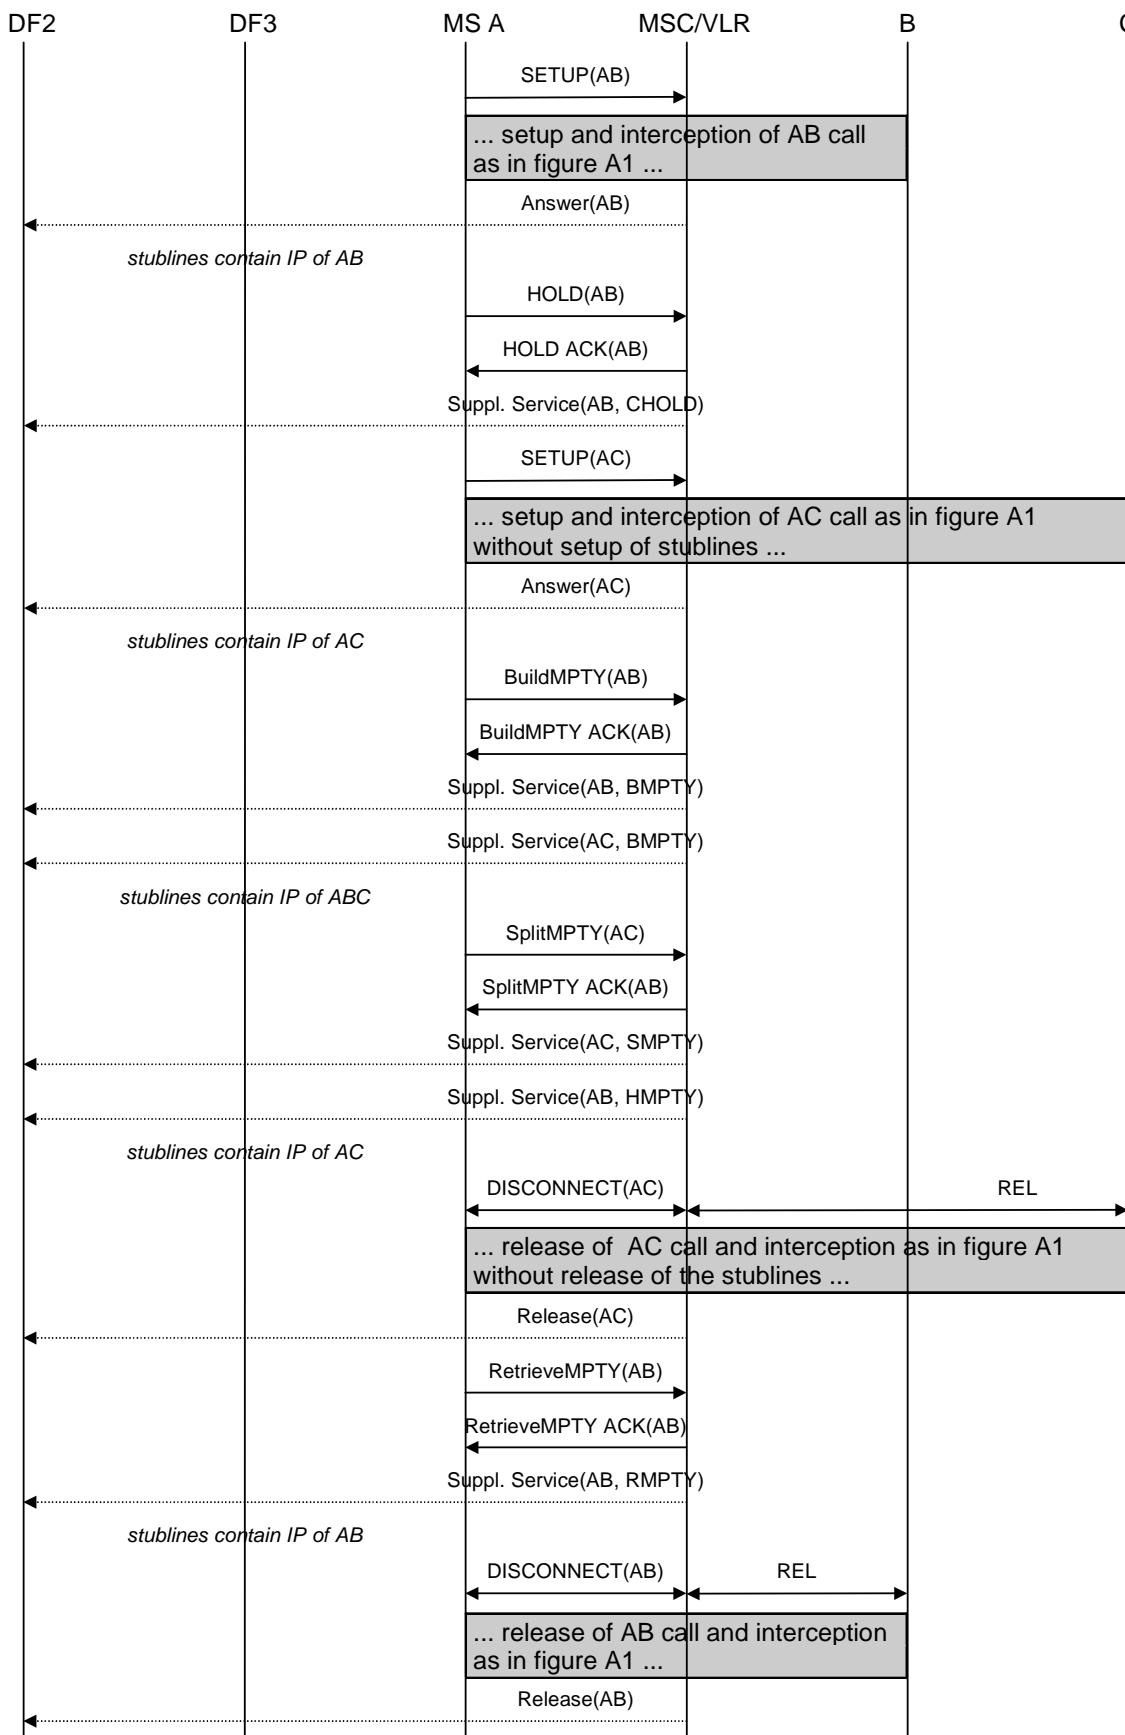 DF2 DF3 MS A MSC/VLR B
SETUP(AB)
... setup and interception of AB call
as in figure A1 ...
Answer(AB)
stublines contain IP of AB
HOLD(AB)
HOLD ACK(AB)
Suppl. Service(AB, CHOLD)
SETUP(AC)
... setup and interception of AC call as in figure A1
without setup of stublines ...
Answer(AC)
stublines contain IP of AC
BuildMPTY(AB)
BuildMPTY ACK(AB)
Suppl. Service(AB, BMPTY)
Suppl. Service(AC, BMPTY)
stublines contain IP of ABC
SplitMPTY(AC)
SplitMPTY ACK(AB)
Suppl. Service(AC, SMPTY)
Suppl. Service(AB, HMPTY)
stublines contain IP of AC
DISCONNECT(AC) REL
... release of  AC call and interception as in figure A1
without release of the stublines ...
Release(AC)
RetrieveMPTY(AB)
RetrieveMPTY ACK(AB)
Suppl. Service(AB, RMPTY)
stublines contain IP of AB
DISCONNECT(AB) REL
... release of AB call and interception
as in figure A1 ...
Release(AB)